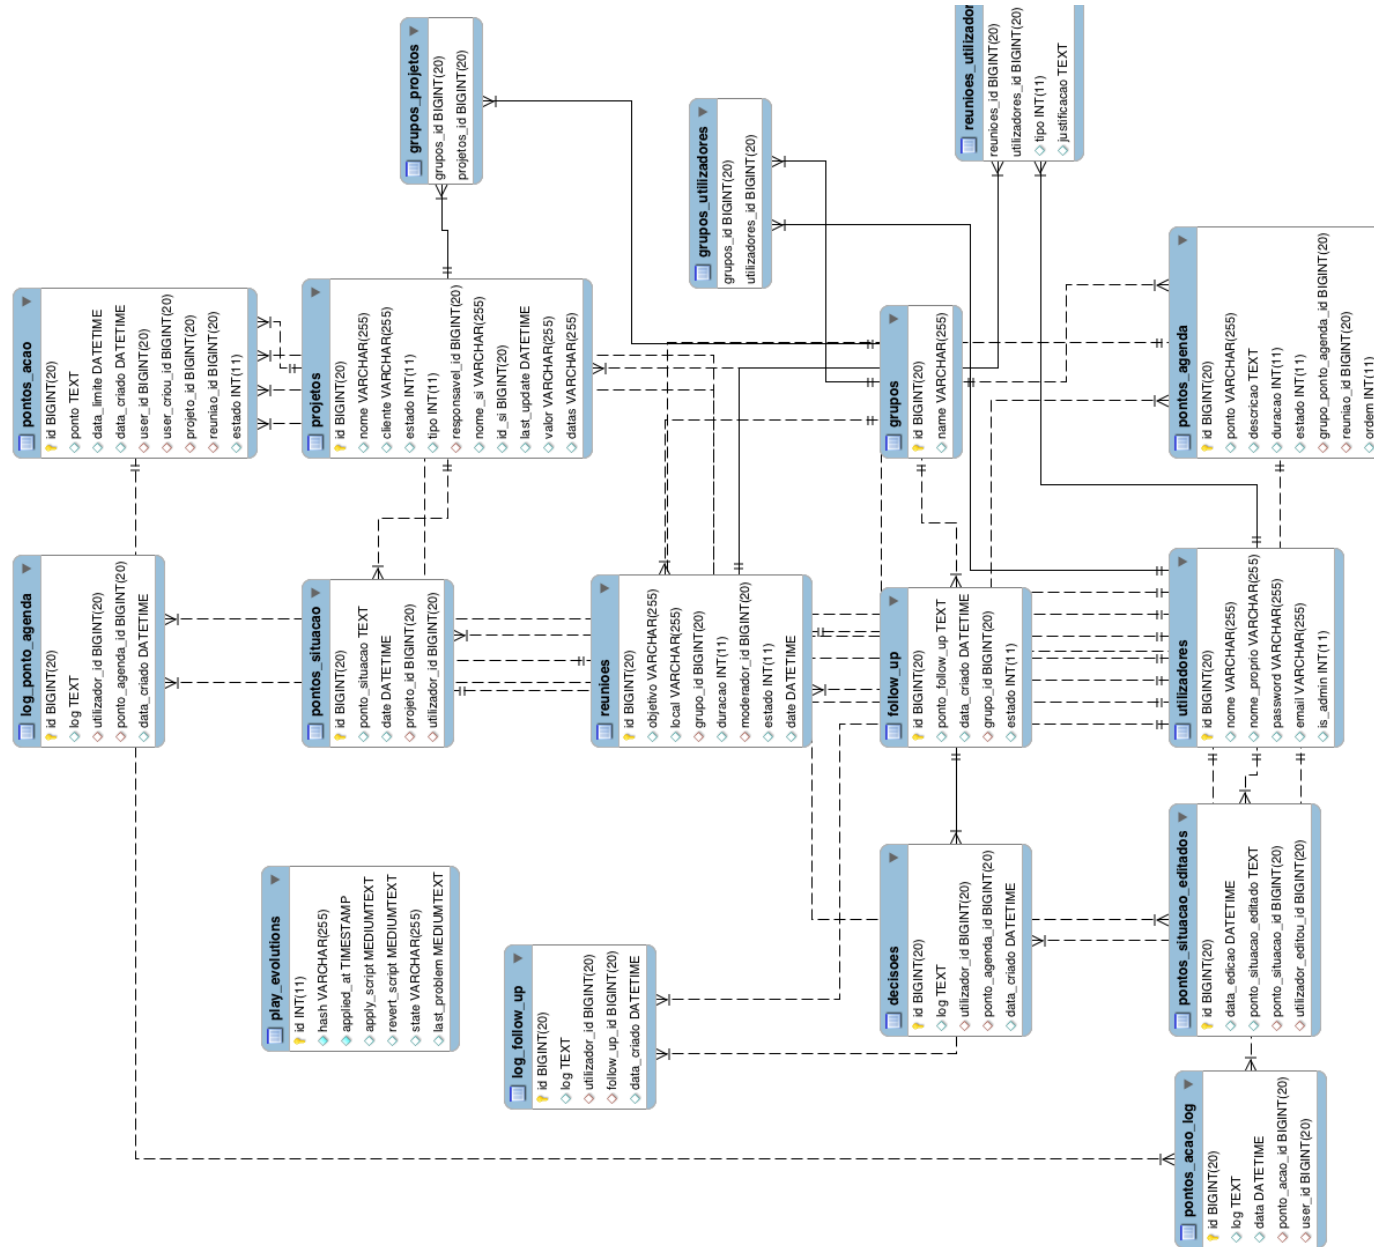 log_ponto_agenda
id BIGINT(20)
log TEXT
utilizador_id BIGINT(20)
ponto_agenda_id BIGINT(20)
data_criado DATETIME
pontos_acao
id BIGINT(20)
ponto TEXT
data_limite DATETIME
data_criado DATETIME
user_id BIGINT(20)
user_criou_id BIGINT(20)
projeto_id BIGINT(20)
reuniao_id BIGINT(20)
estado INT(11)
play_evolutions
id INT(11)
hash VARCHAR(255)
applied_at TIMESTAMP
apply_script MEDIUMTEXT
revert_script MEDIUMTEXT
state VARCHAR(255)
last_problem MEDIUMTEXT
pontos_situacao
id BIGINT(20)
ponto_situacao TEXT
date DATETIME
projeto_id BIGINT(20)
utilizador_id BIGINT(20)
projetos
id BIGINT(20)
nome VARCHAR(255)
cliente VARCHAR(255)
estado INT(11)
tipo INT(11)
responsavel_id BIGINT(20)
nome_si VARCHAR(255)
id_si BIGINT(20)
last_update DATETIME
valor VARCHAR(255)
datas VARCHAR(255)
grupos_projetos
grupos_id BIGINT(20)
projetos_id BIGINT(20)
log_follow_up
id BIGINT(20)
log TEXT
utilizador_id BIGINT(20)
follow_up_id BIGINT(20)
data_criado DATETIME
reunioes
id BIGINT(20)
objetivo VARCHAR(255)
local VARCHAR(255)
grupo_id BIGINT(20)
duracao INT(11)
moderador_id BIGINT(20)
estado INT(11)
date DATETIME
grupos_utilizadores
grupos_id BIGINT(20)
utilizadores_id BIGINT(20)
decisoes
id BIGINT(20)
log TEXT
utilizador_id BIGINT(20)
ponto_agenda_id BIGINT(20)
data_criado DATETIME
follow_up
id BIGINT(20)
ponto_follow_up TEXT
data_criado DATETIME
grupo_id BIGINT(20)
estado INT(11)
grupos
id BIGINT(20)
name VARCHAR(255)
reunioes_utilizador
reunioes_id BIGINT(20)
utilizadores_id BIGINT(20)
tipo INT(11)
justificacao TEXT
pontos_acao_log
id BIGINT(20)
log TEXT
data DATETIME
ponto_acao_id BIGINT(20)
user_id BIGINT(20)
pontos_situacao_editados
id BIGINT(20)
data_edicao DATETIME
ponto_situacao_editado TEXT
ponto_situacao_id BIGINT(20)
utilizador_editou_id BIGINT(20)
utilizadores
id BIGINT(20)
nome VARCHAR(255)
nome_proprio VARCHAR(255)
password VARCHAR(255)
email VARCHAR(255)
is_admin INT(11)
pontos_agenda
id BIGINT(20)
ponto VARCHAR(255)
descricao TEXT
duracao INT(11)
estado INT(11)
grupo_ponto_agenda_id BIGINT(20)
reuniao_id BIGINT(20)
ordem INT(11)